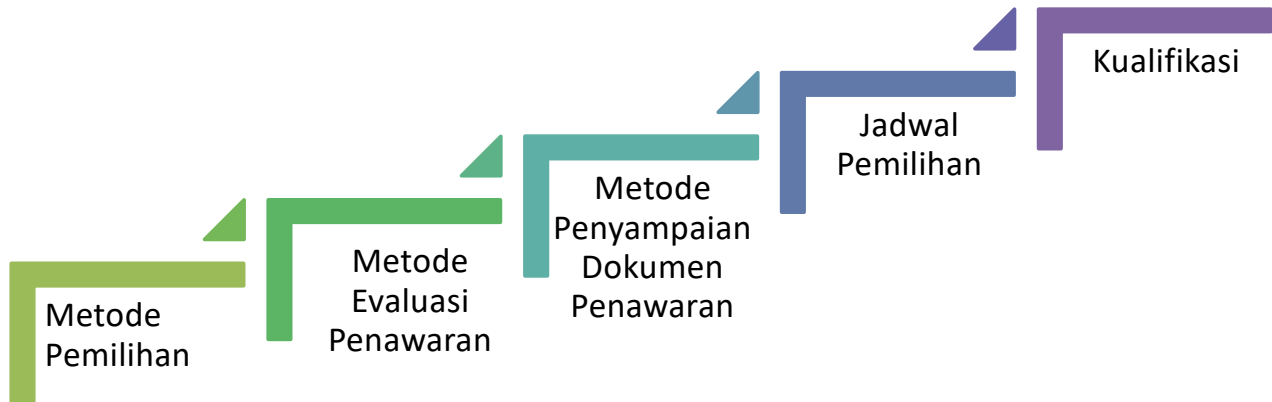 Metode
Pemilihan
Metode
Evaluasi
Penawaran
Metode
Penyampaian
Dokumen
Penawaran
Jadwal
Pemilihan
Kualifikasi